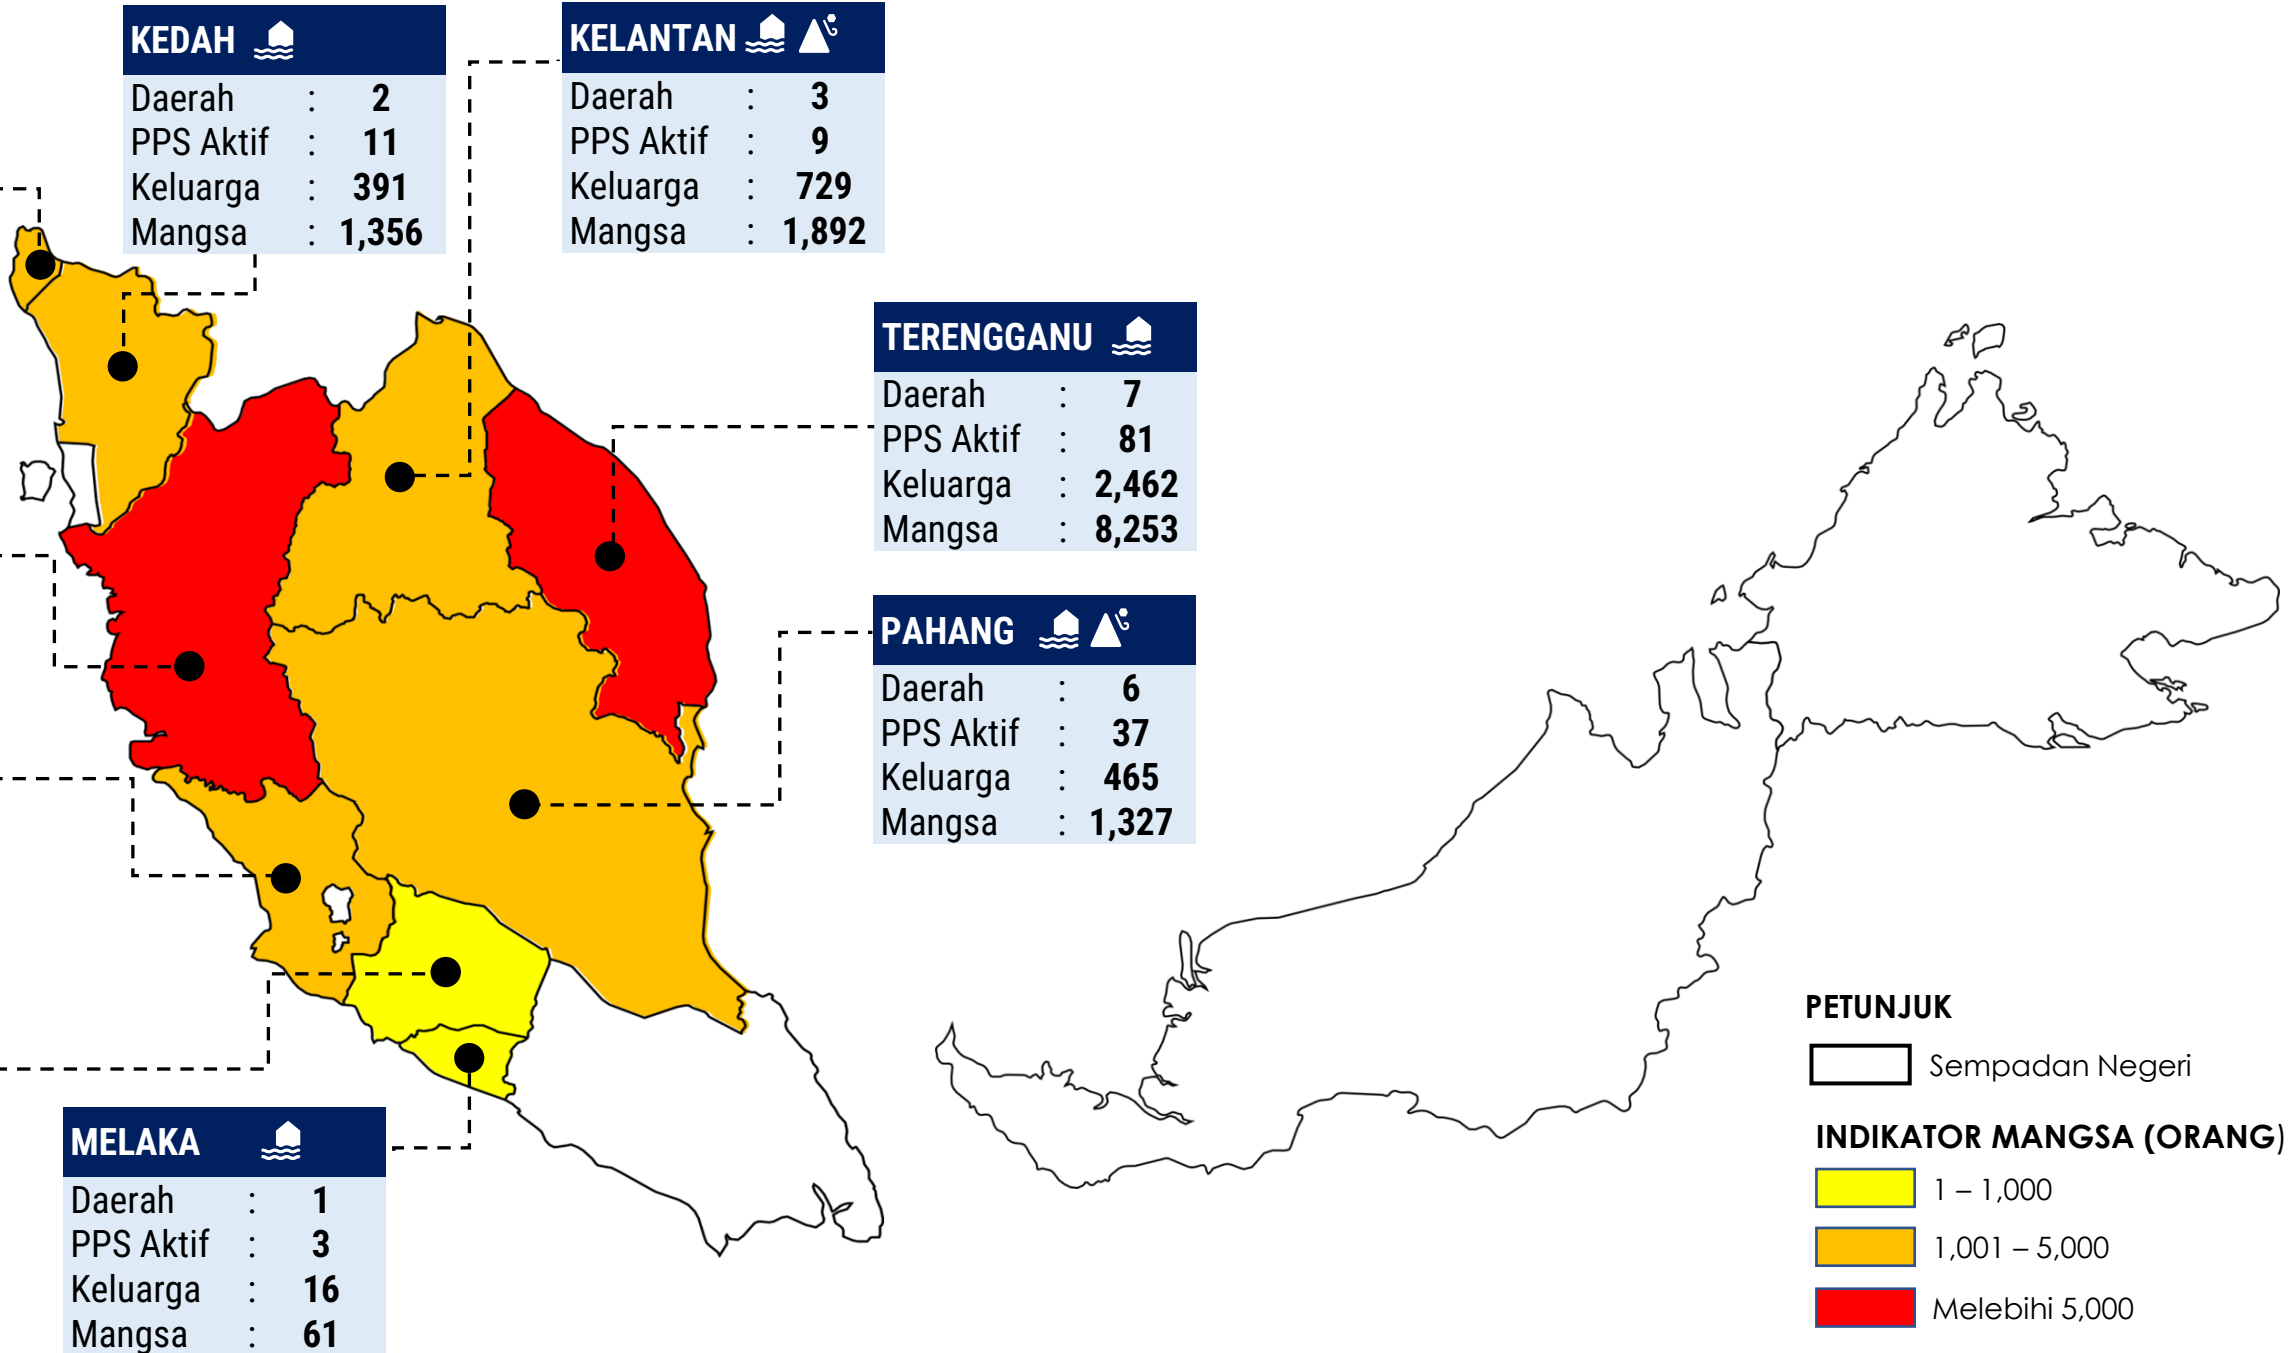 KEDAH
Daerah : 2
PPS Aktif : 11
Keluarga : 391
Mangsa : 1,356
KELANTAN
Daerah : 3
PPS Aktif : 9
Keluarga : 729
Mangsa : 1,892
TERENGGANU
Daerah : 7
PPS Aktif : 81
Keluarga : 2,462
Mangsa : 8,253
PAHANG
Daerah : 6
PPS Aktif : 37
Keluarga : 465
Mangsa : 1,327
MELAKA
Daerah : 1
PPS Aktif : 3
Keluarga : 16
Mangsa : 61
PETUNJUK
Sempadan Negeri
INDIKATOR MANGSA (ORANG)
1 – 1,000
1,001 – 5,000
Melebihi 5,000